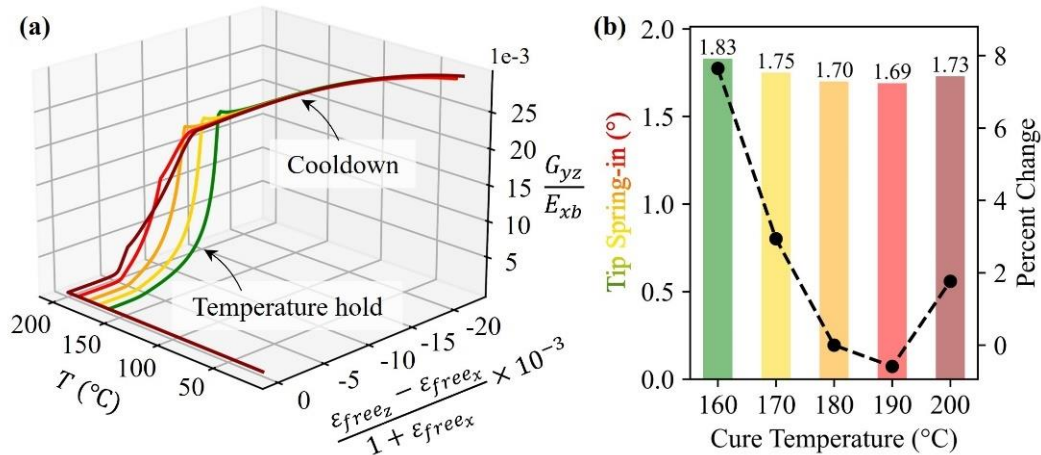 (a)
1e-3
25
20
15
10
5
G_yz
E_xb
Cooldown
Temperature hold
200
150
100
50
T (°C)
0
-5
-10
-15
-20
ε_free_z − ε_free_x
1 + ε_free_x
× 10⁻³
(b)
2.0
1.5
1.0
0.5
0.0
Tip Spring-in (°)
1.83
1.75
1.70
1.69
1.73
8
6
4
2
0
Percent Change
160 170 180 190 200
Cure Temperature (°C)